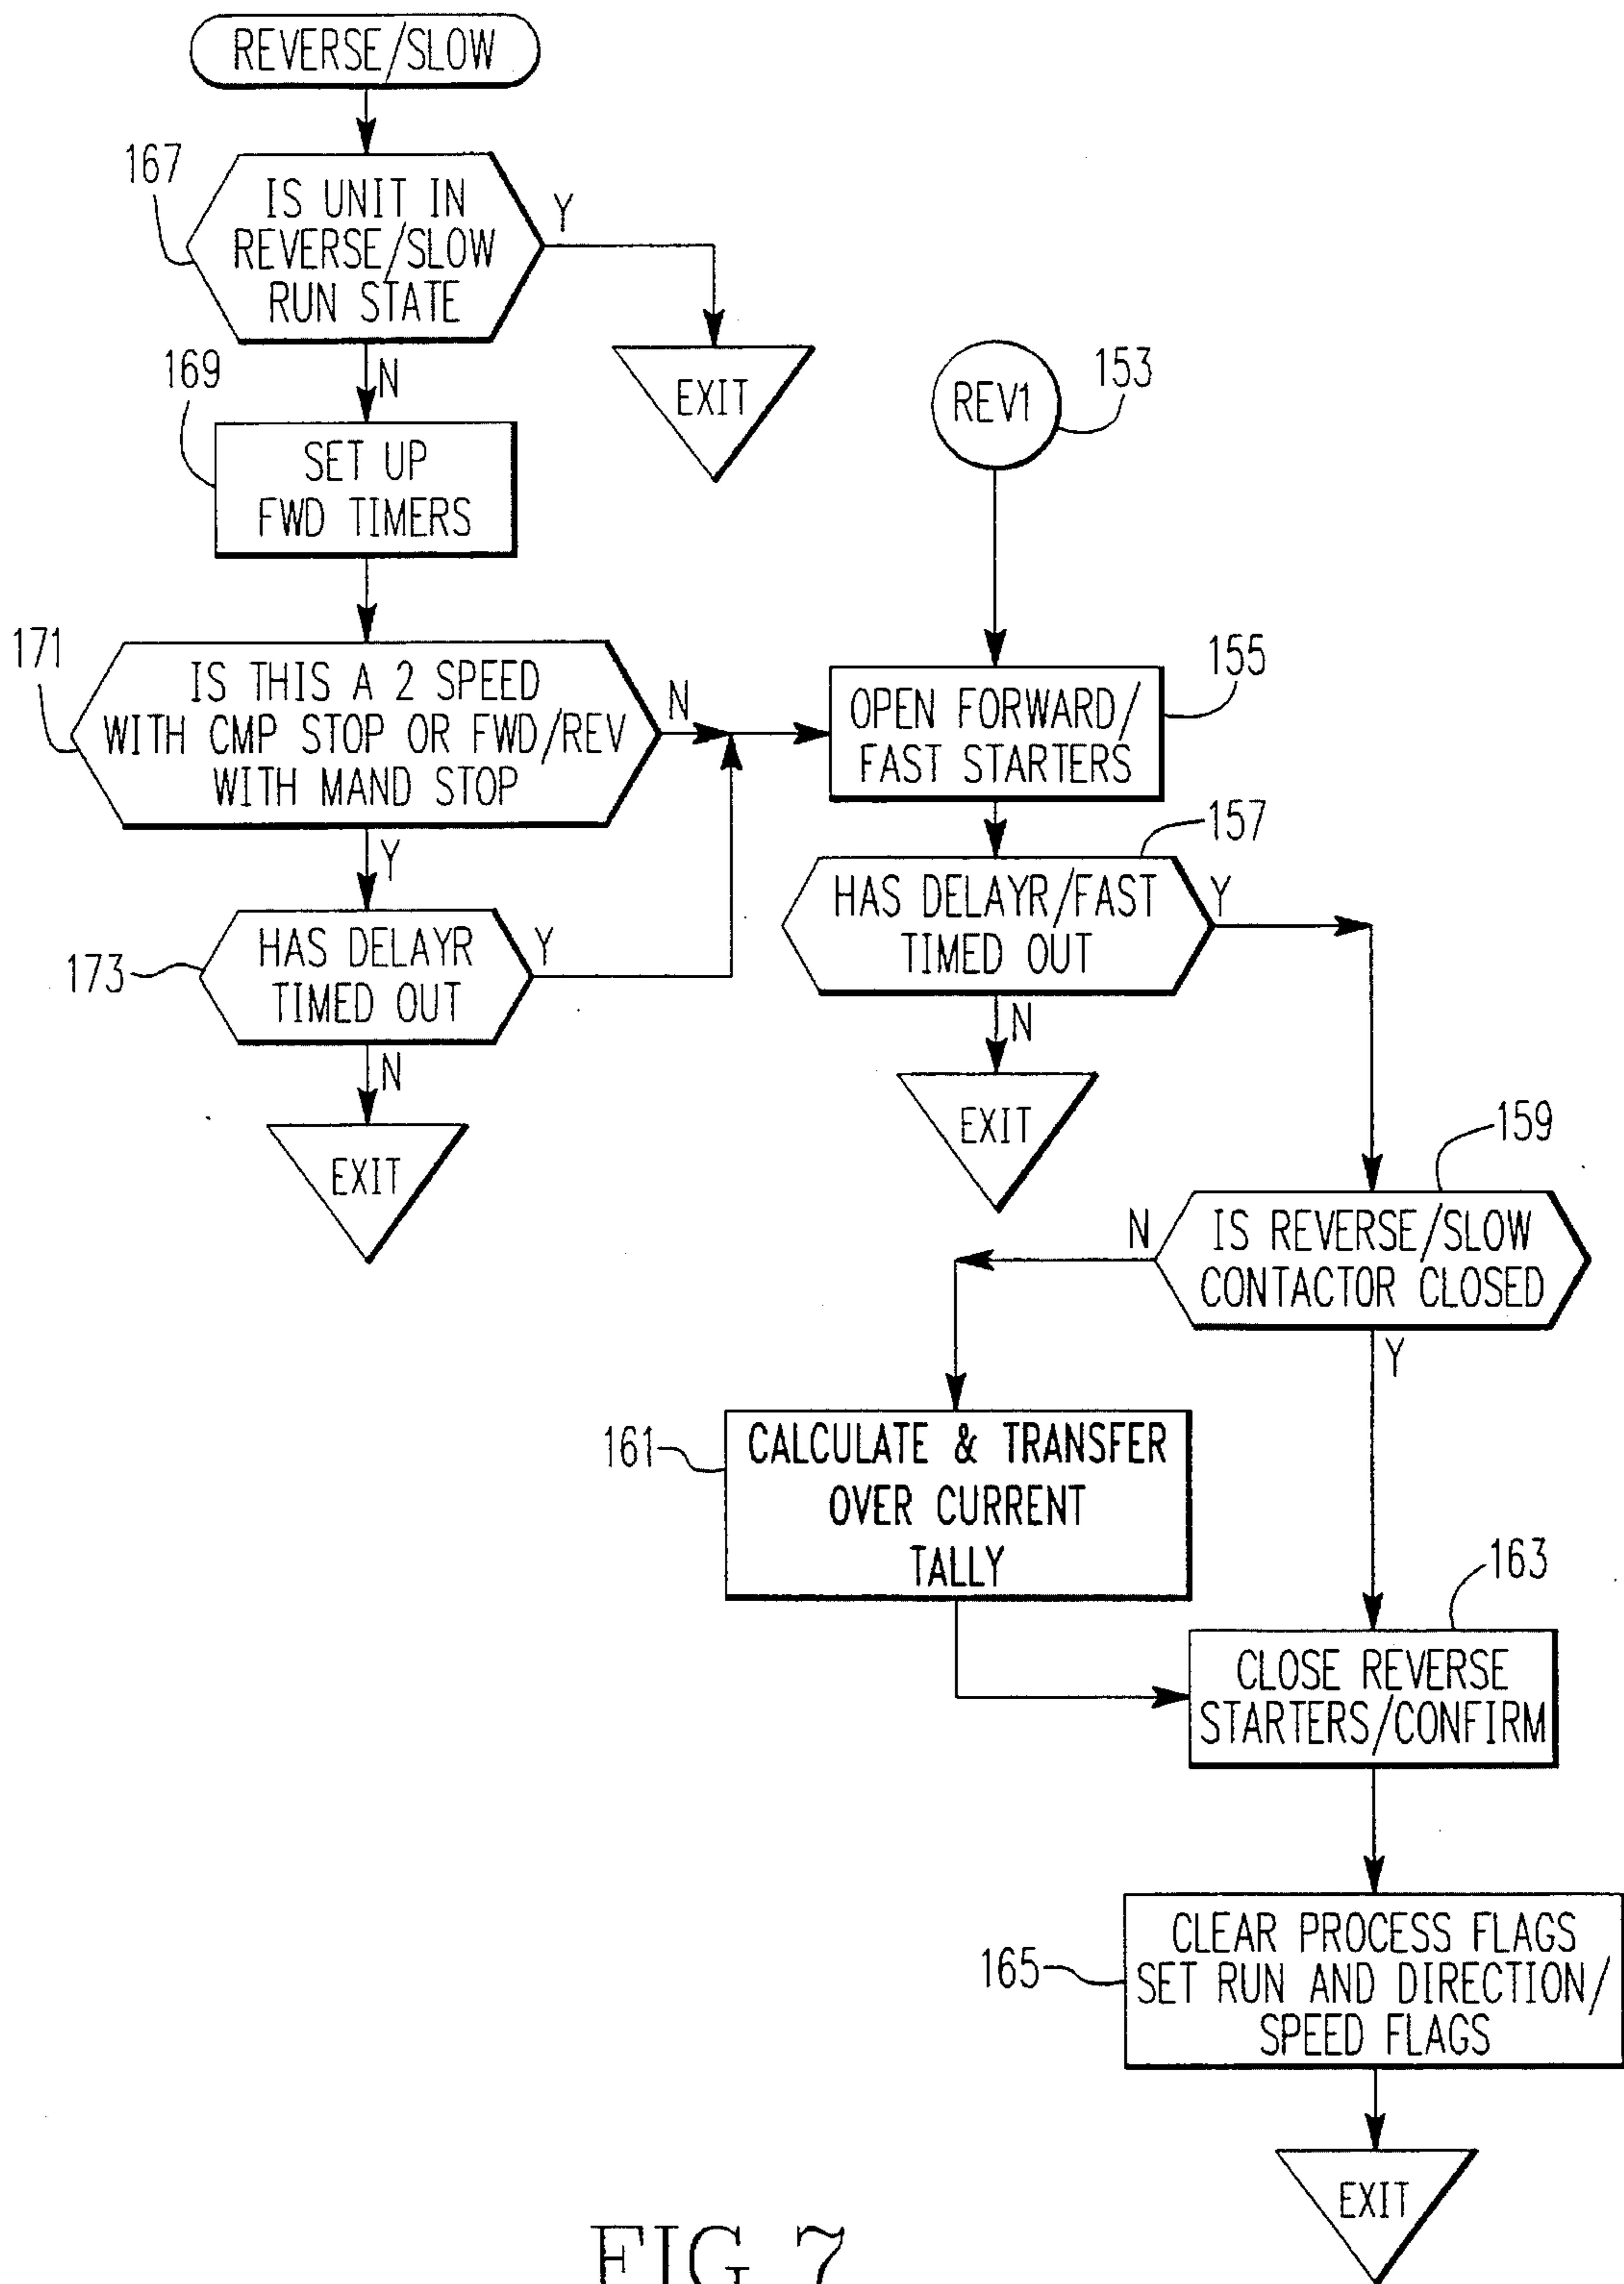 REVERSE/SLOW
167
IS UNIT IN
REVERSE/SLOW
RUN STATE
Y
N
EXIT
169
SET UP
FWD TIMERS
REV1
153
171
IS THIS A 2 SPEED
WITH CMP STOP OR FWD/REV
WITH MAND STOP
N
Y
155
OPEN FORWARD/
FAST STARTERS
173
HAS DELAYR
TIMED OUT
Y
N
EXIT
157
HAS DELAYR/FAST
TIMED OUT
Y
N
EXIT
159
IS REVERSE/SLOW
CONTACTOR CLOSED
N
Y
161
CALCULATE & TRANSFER
OVER CURRENT
TALLY
163
CLOSE REVERSE
STARTERS/CONFIRM
165
CLEAR PROCESS FLAGS
SET RUN AND DIRECTION/
SPEED FLAGS
EXIT
FIG. 7